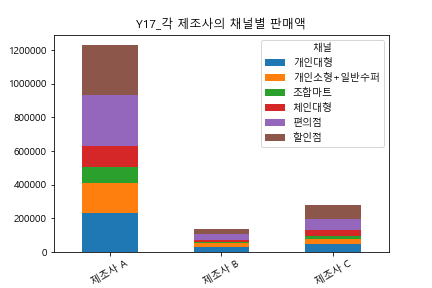 Y17_각 제조사의 채널별 판매액
채널
개인대형
개인소형+일반수퍼
조합마트
체인대형
편의점
할인점
1200000
1000000
800000
600000
400000
200000
0
제조사 A
제조사 B
제조사 C